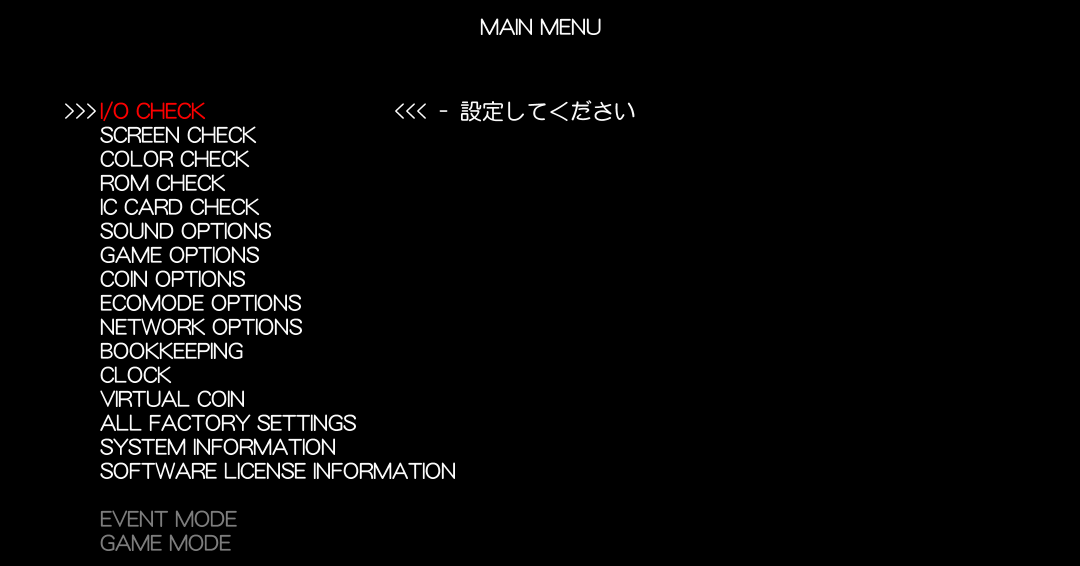 MAIN MENU
>>>I/O CHECK <<< - 設定してください
SCREEN CHECK
COLOR CHECK
ROM CHECK
IC CARD CHECK
SOUND OPTIONS
GAME OPTIONS
COIN OPTIONS
ECOMODE OPTIONS
NETWORK OPTIONS
BOOKKEEPING
CLOCK
VIRTUAL COIN
ALL FACTORY SETTINGS
SYSTEM INFORMATION
SOFTWARE LICENSE INFORMATION
EVENT MODE
GAME MODE